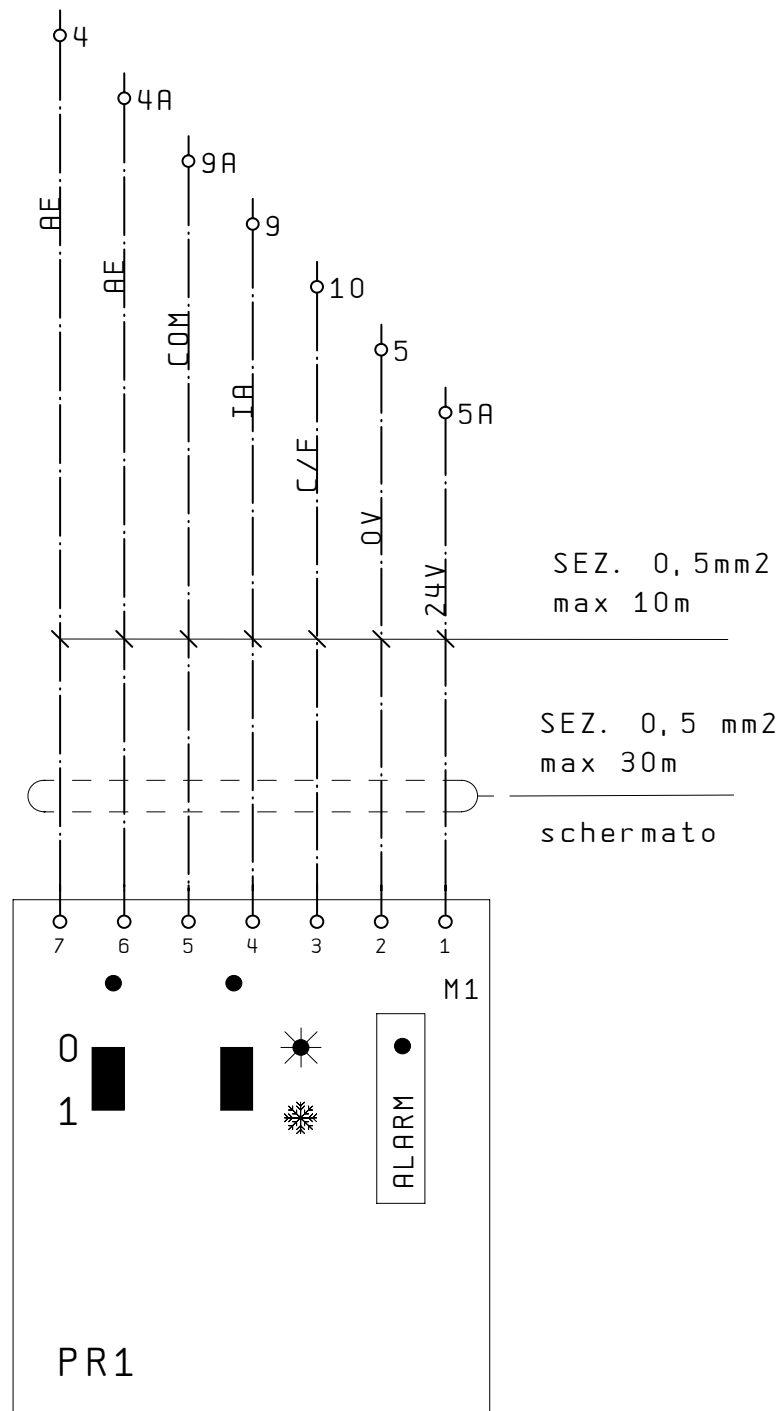 4
4A
9A
9
10
5
5A
AE
AE
COM
IA
C/F
0V
24V
SEZ. 0,5mm2
max 10m
SEZ. 0,5 mm2
max 30m
schermato
7 6 5 4 3 2 1
M1
0
1
ALARM
PR1